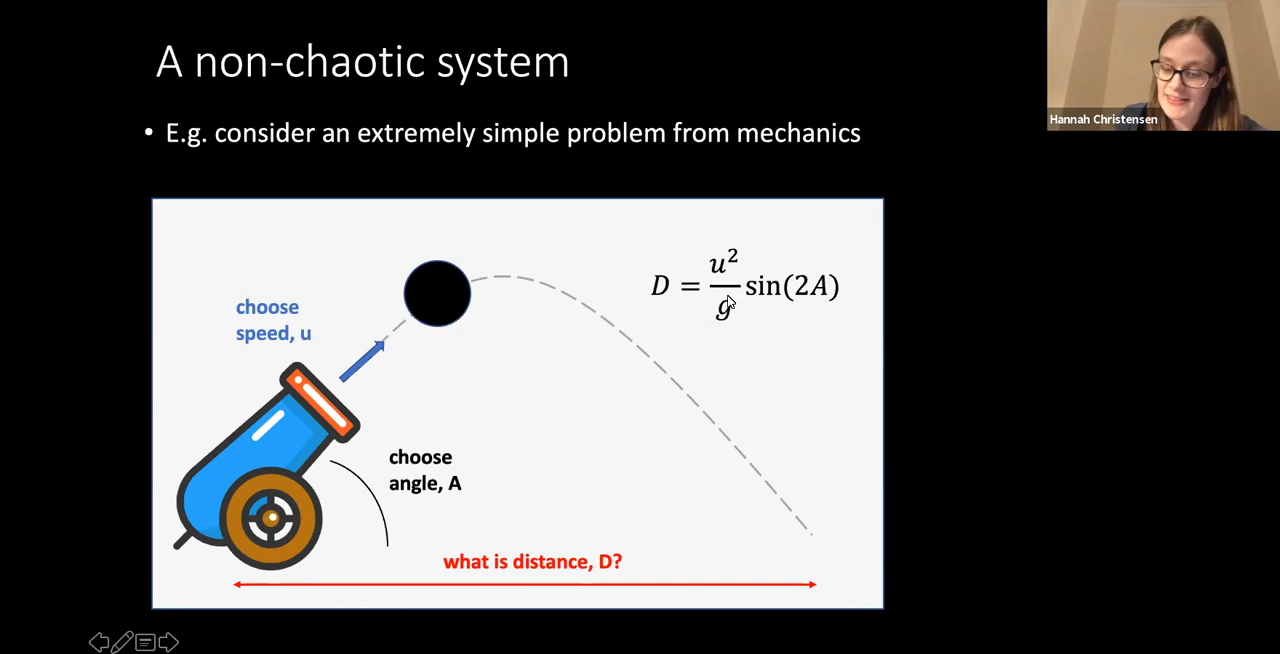 A non-chaotic system
Hannah Christensen
• E.g. consider an extremely simple problem from mechanics
D = u²/g sin(2A)
choose
speed, u
choose
angle, A
what is distance, D?